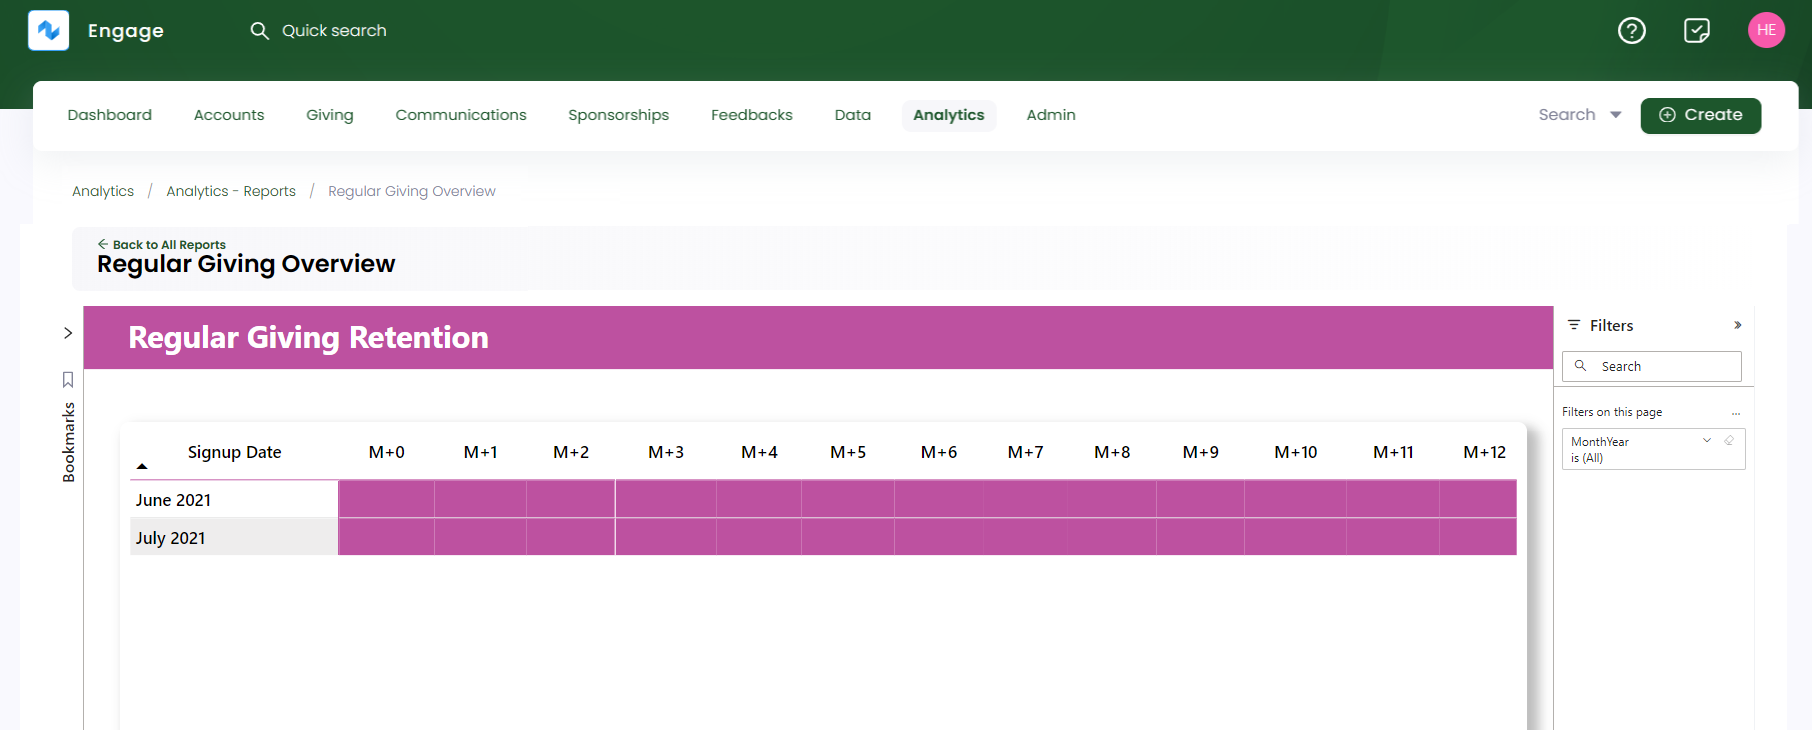 Engage
Quick search
HE
Dashboard Accounts Giving Communications Sponsorships Feedbacks Data Analytics Admin Search Create
Analytics / Analytics - Reports / Regular Giving Overview
Back to All Reports
Regular Giving Overview
Bookmarks
Regular Giving Retention
Signup Date M+0 M+1 M+2 M+3 M+4 M+5 M+6 M+7 M+8 M+9 M+10 M+11 M+12
June 2021
July 2021
Filters
Search
Filters on this page ...
MonthYear
is (All)